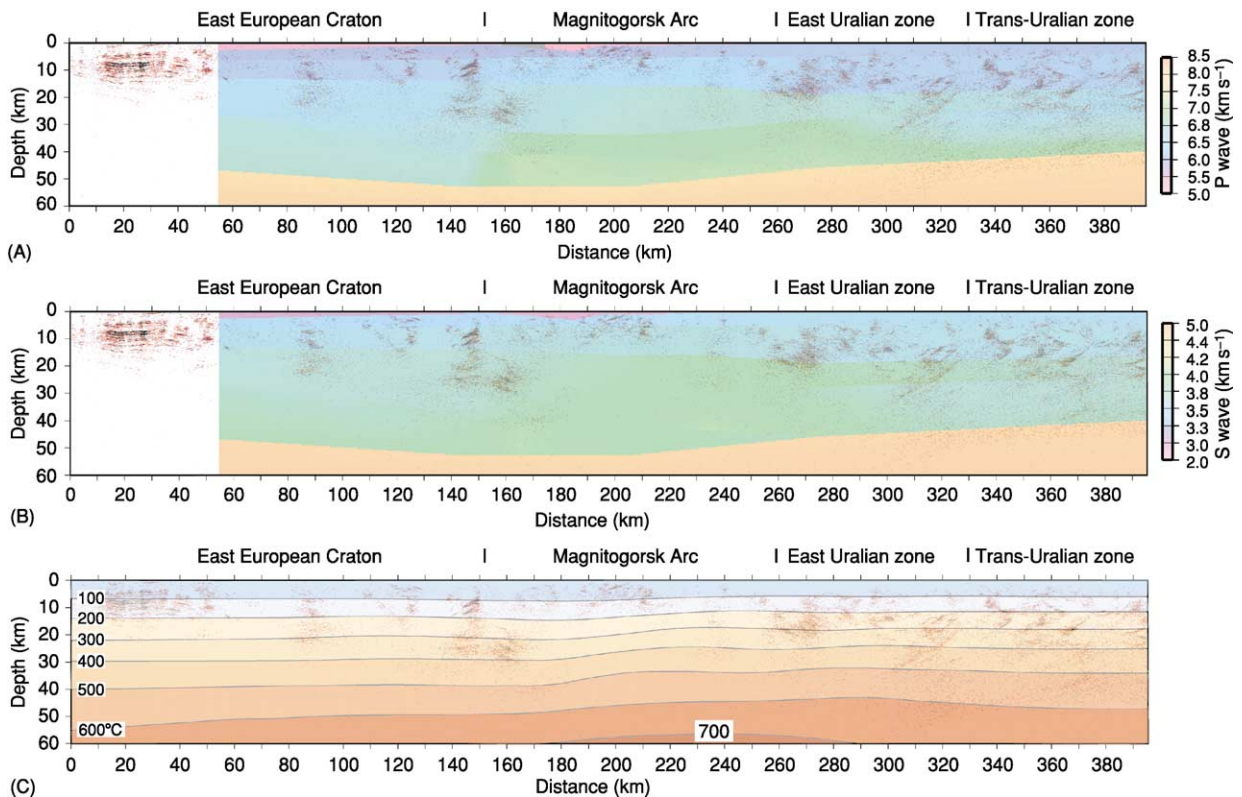 East European Craton I Magnitogorsk Arc I East Uralian zone I Trans-Uralian zone
0
10
20
30
40
50
60
Depth (km)
0 20 40 60 80 100 120 140 160 180 200 220 240 260 280 300 320 340 360 380
Distance (km)
(A)
8.5
8.5
7.0
6.8
6.5
6.0
5.5
5.0
P wave (km s–1)
East European Craton I Magnitogorsk Arc I East Uralian zone I Trans-Uralian zone
0
10
20
30
40
50
60
Depth (km)
0 20 40 60 80 100 120 140 160 180 200 220 240 260 280 300 320 340 360 380
Distance (km)
(B)
5.0
4.4
4.2
4.0
3.8
3.3
3.0
2.0
S wave (km s–1)
East European Craton I Magnitogorsk Arc I East Uralian zone I Trans-Uralian zone
0
10
20
30
40
50
60
Depth (km)
100
200
300
400
500
600ºC
700
0 20 40 60 80 100 120 140 160 180 200 220 240 260 280 300 320 340 360 380
Distance (km)
(C)